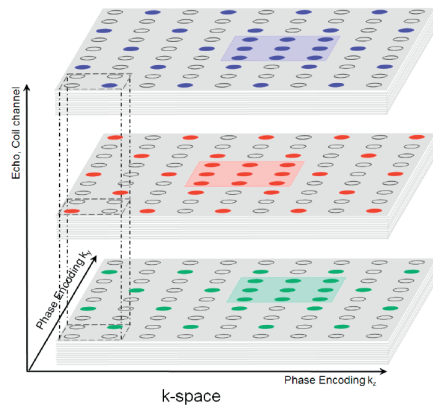 Echo, Coil channel
Phase Encoding ky
Phase Encoding kz
k-space